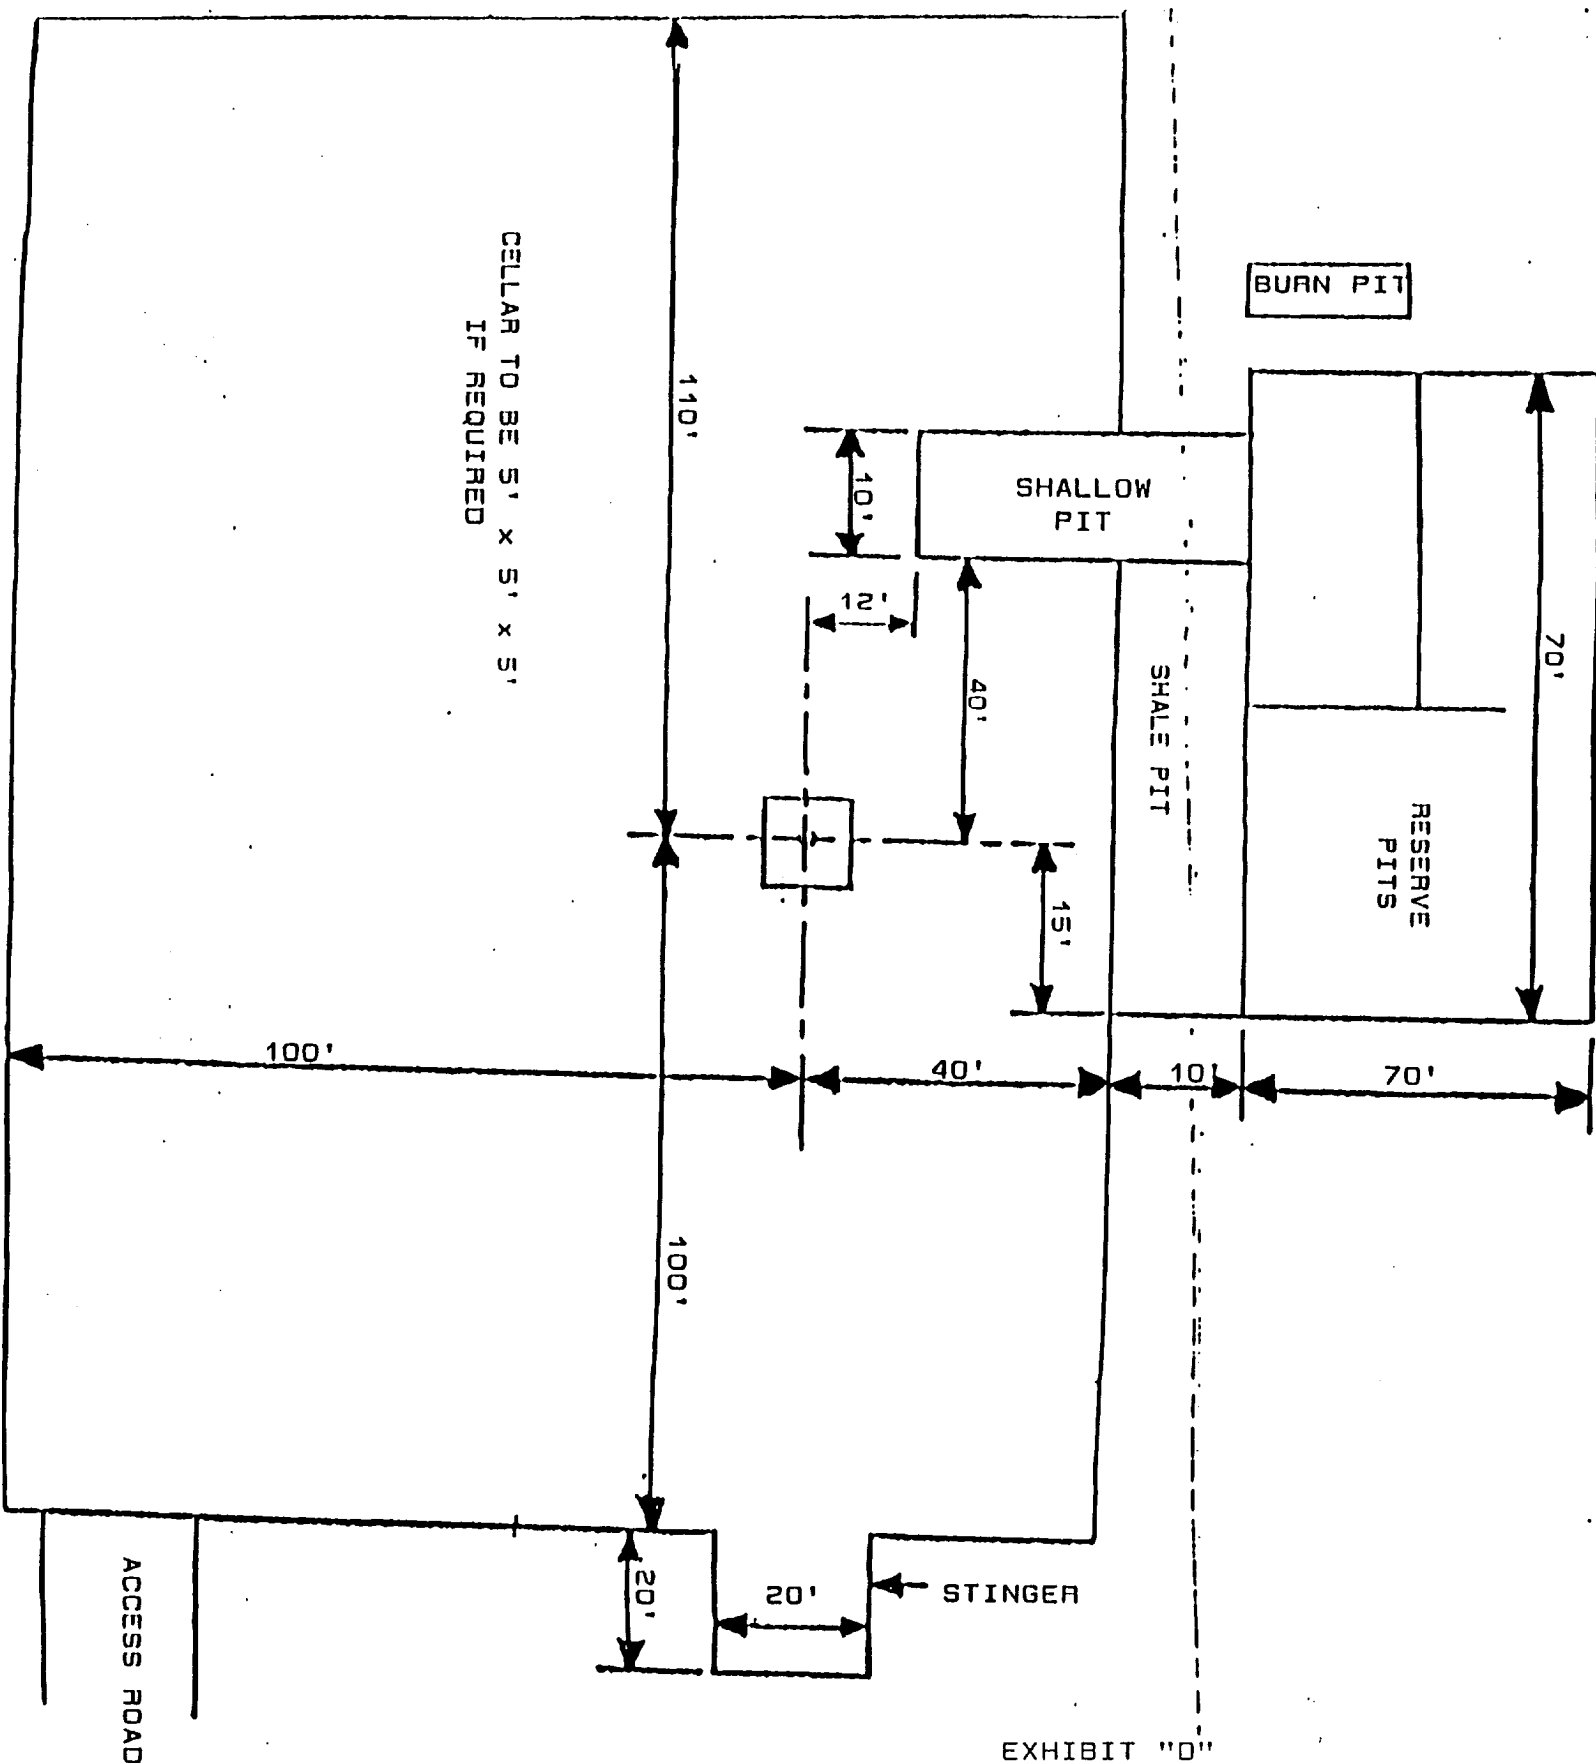 BURN PIT
CELLAR TO BE 5' x 5' x 5'
IF REQUIRED
110'
10'
SHALLOW
PIT
12'
40'
70'
SHALE PIT
RESERVE
PITS
15'
100'
40'
10'
70'
100'
20'
20'
STINGER
ACCESS ROAD
EXHIBIT "D"